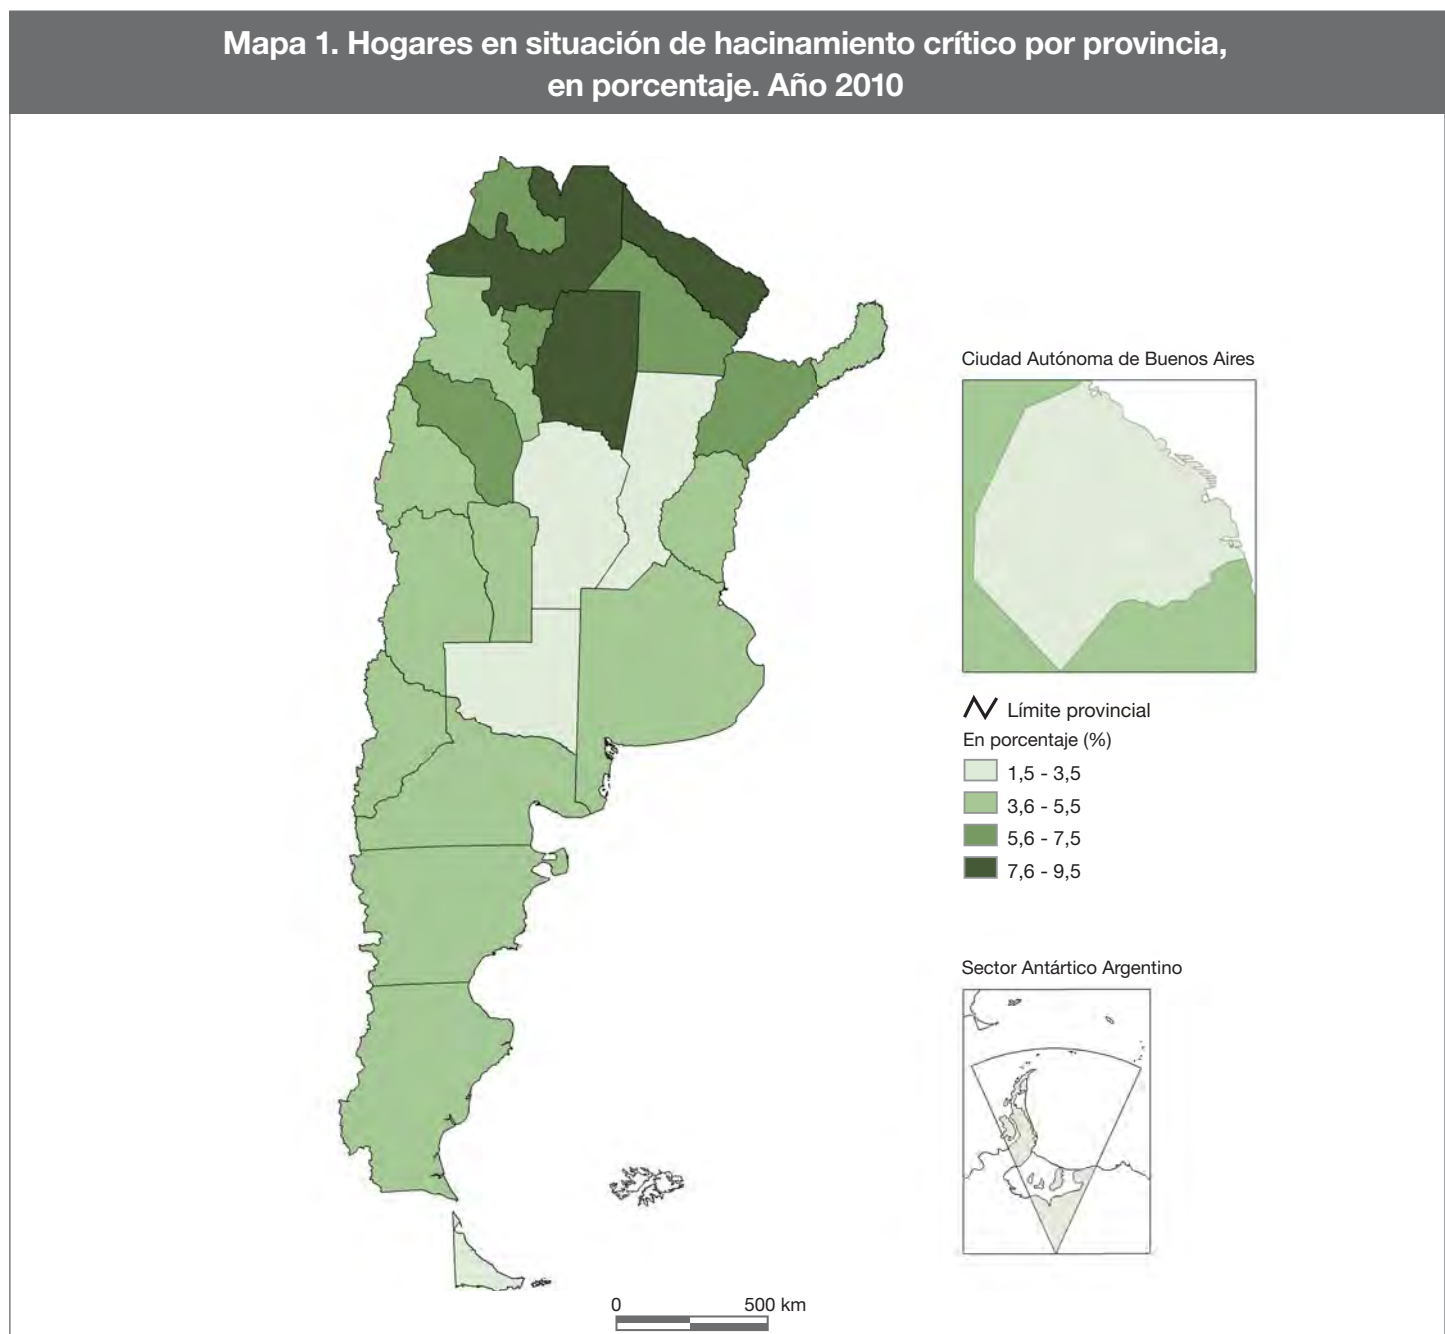 Mapa 1. Hogares en situación de hacinamiento crítico por provincia,
en porcentaje. Año 2010
Ciudad Autónoma de Buenos Aires
Límite provincial
En porcentaje (%)
1,5 - 3,5
3,6 - 5,5
5,6 - 7,5
7,6 - 9,5
Sector Antártico Argentino
0 500 km